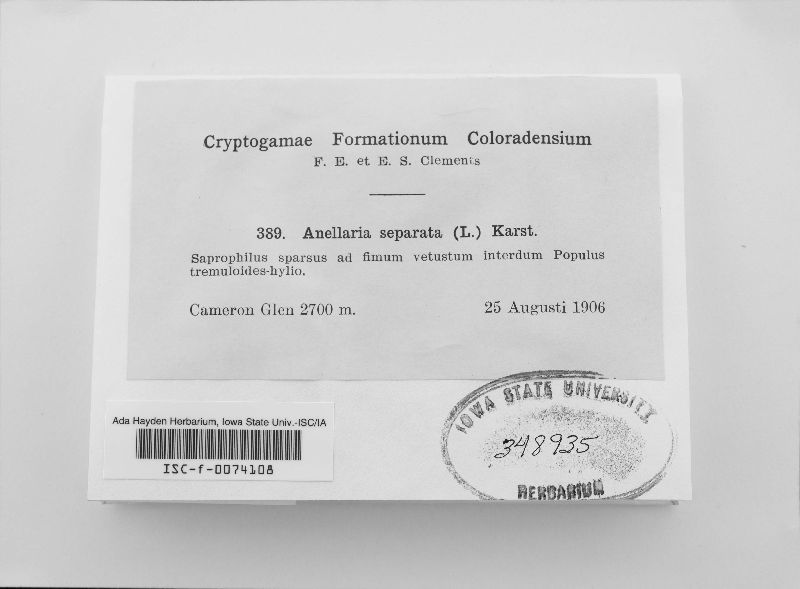 Cryptogamae Formationum Coloradensium
F. E. et E. S. Clements
389. Anellaria separata (L.) Karst.
Saprophilus sparsus ad fimum vetustum interdum Populus
tremuloides-hylio.
Cameron Glen 2700 m.
25 Augusti 1906
Ada Hayden Herbarium, Iowa State Univ.-ISC/IA
ISC-f-0074108
IOWA STATE UNIVERSITY
348935
HERBARIUM